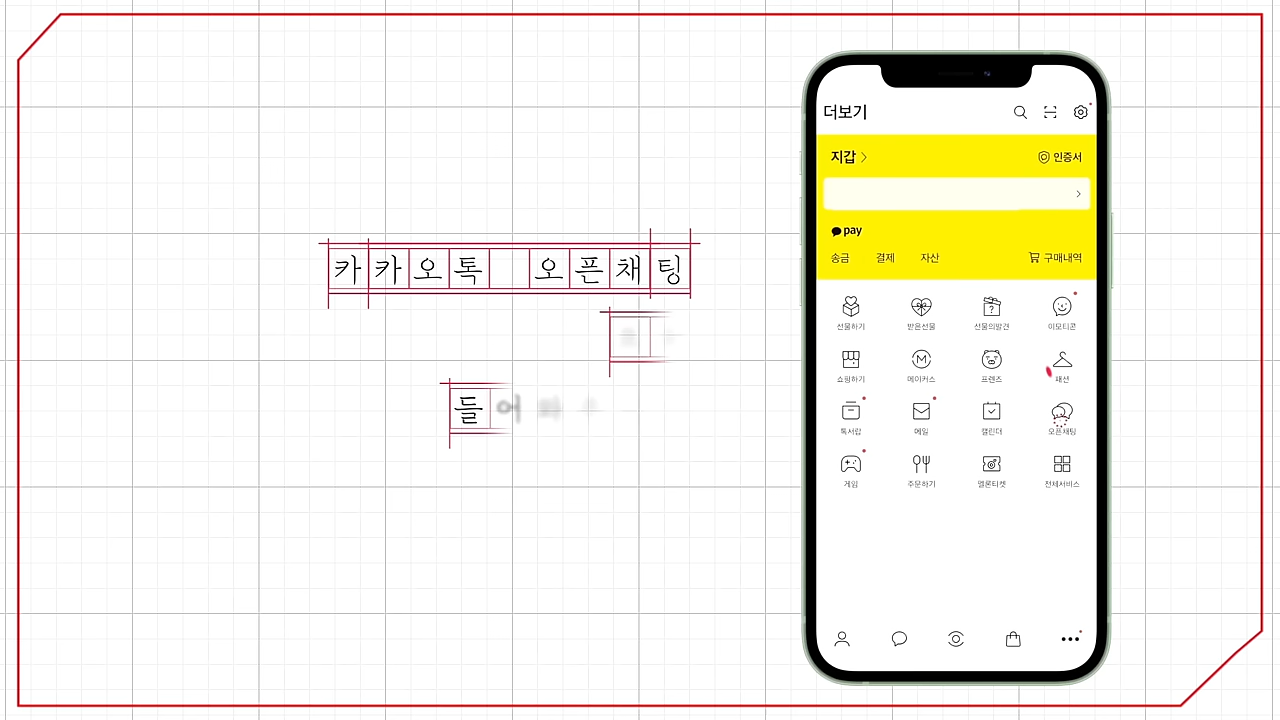 카카오톡 오픈채팅
들어
더보기
지갑 인증서
pay
송금 결제 자산 구매내역
선물하기 받은선물 선물의발견 이모티콘
쇼핑하기 메이커스 프렌즈 패션
톡서랍 메일 캘린더 오픈채팅
게임 주문하기 멜론티켓 전체서비스